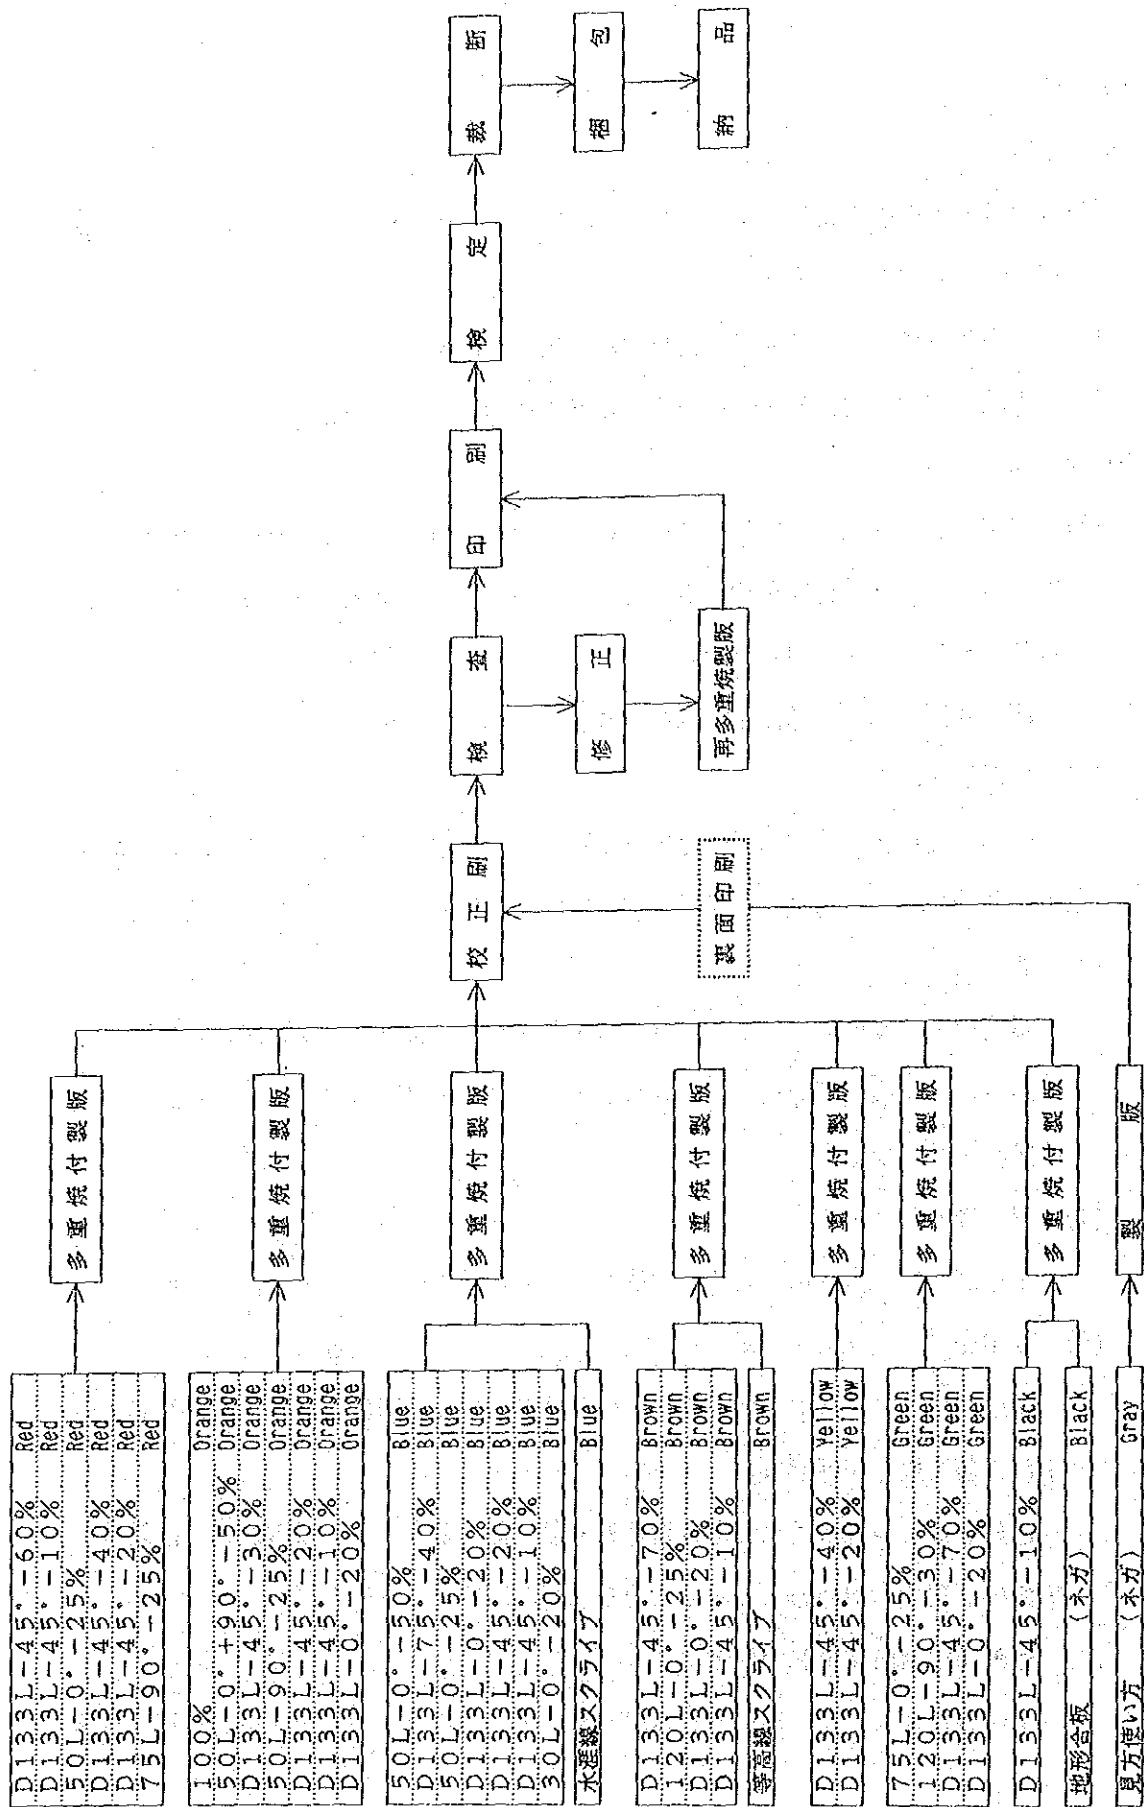 D133L-45°-60% Red
D133L-45°-10% Red
50L-0°-25% Red
D133L-45°-40% Red
D133L-45°-20% Red
75L-90°-25% Red
多重焼付製版
100% Orange
50L-0°+90°-50% Orange
D133L-45°-30% Orange
50L-90°-25% Orange
D133L-45°-20% Orange
D133L-45°-10% Orange
D133L-0°-20% Orange
多重焼付製版
50L-0°-50% Blue
D133L-75°-40% Blue
50L-0°-25% Blue
D133L-0°-20% Blue
D133L-45°-20% Blue
D133L-45°-10% Blue
30L-0°-20% Blue
水涯線スクライブ Blue
多重焼付製版
D133L-45°-70% Brown
120L-0°-25% Brown
D133L-0°-20% Brown
D133L-45°-10% Brown
等高線スクライブ Brown
多重焼付製版
D133L-45°-40% Yellow
D133L-45°-20% Yellow
多重焼付製版
75L-0°-25% Green
120L-90°-30% Green
D133L-45°-70% Green
D133L-0°-20% Green
多重焼付製版
D133L-45°-10% Black
地形合板 (ネガ) Black
多重焼付製版
見方使い方 (ネガ) Gray
製版
裏面印刷
校正刷
検査
修正
再多重焼製版
印刷
検定
裁断
梱包
納品